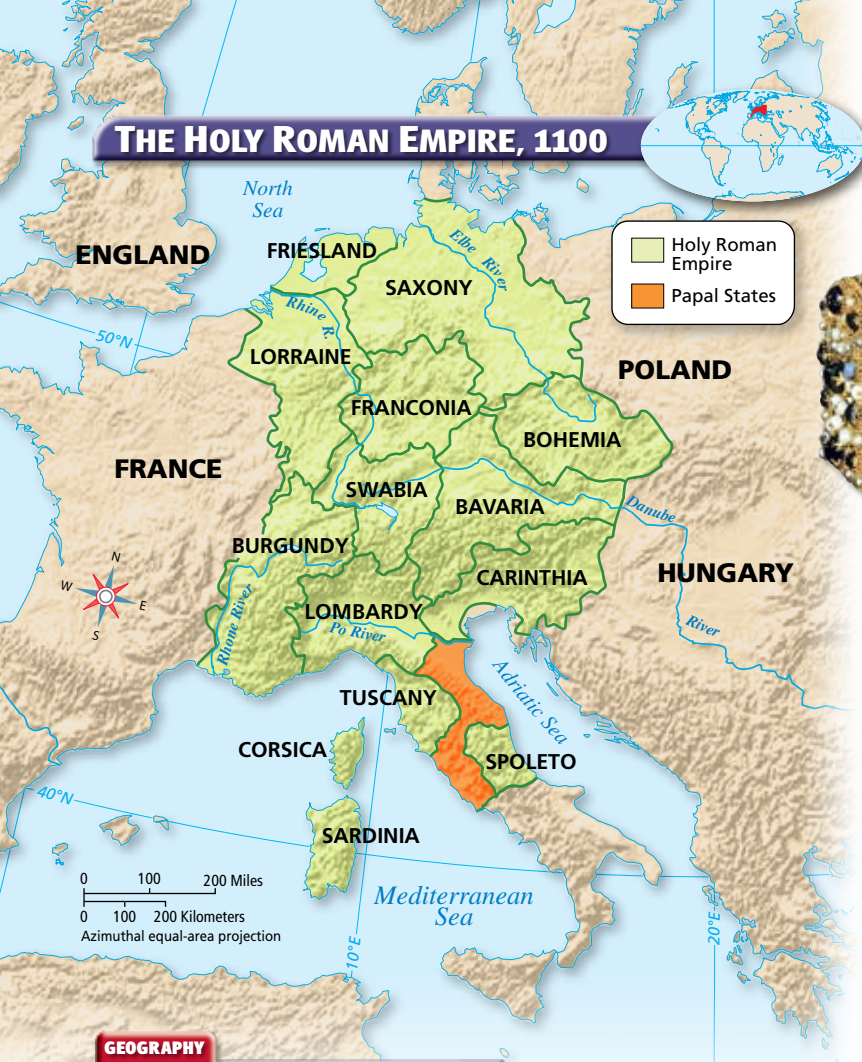 THE HOLY ROMAN EMPIRE, 1100
North
Sea
ENGLAND
FRIESLAND
Elbe River
Holy Roman
Empire
Papal States
SAXONY
Rhine R.
50°N
LORRAINE
POLAND
FRANCONIA
BOHEMIA
FRANCE
SWABIA
BAVARIA
Danube
BURGUNDY
N
W
E
S
CARINTHIA
HUNGARY
LOMBARDY
Rhone River
Po River
River
Adriatic Sea
TUSCANY
CORSICA
SPOLETO
40°N
SARDINIA
0 100 200 Miles
0 100 200 Kilometers
Azimuthal equal-area projection
Mediterranean
Sea
10°E
20°E
GEOGRAPHY